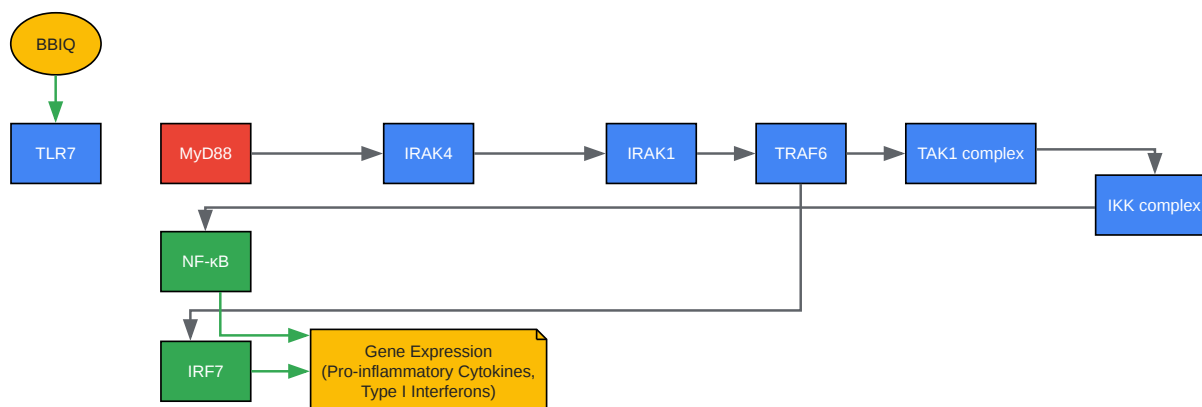 BBIQ
TLR7
MyD88
IRAK4
IRAK1
TRAF6
TAK1 complex
IKK complex
NF-κB
IRF7
Gene Expression
(Pro-inflammatory Cytokines,
Type I Interferons)